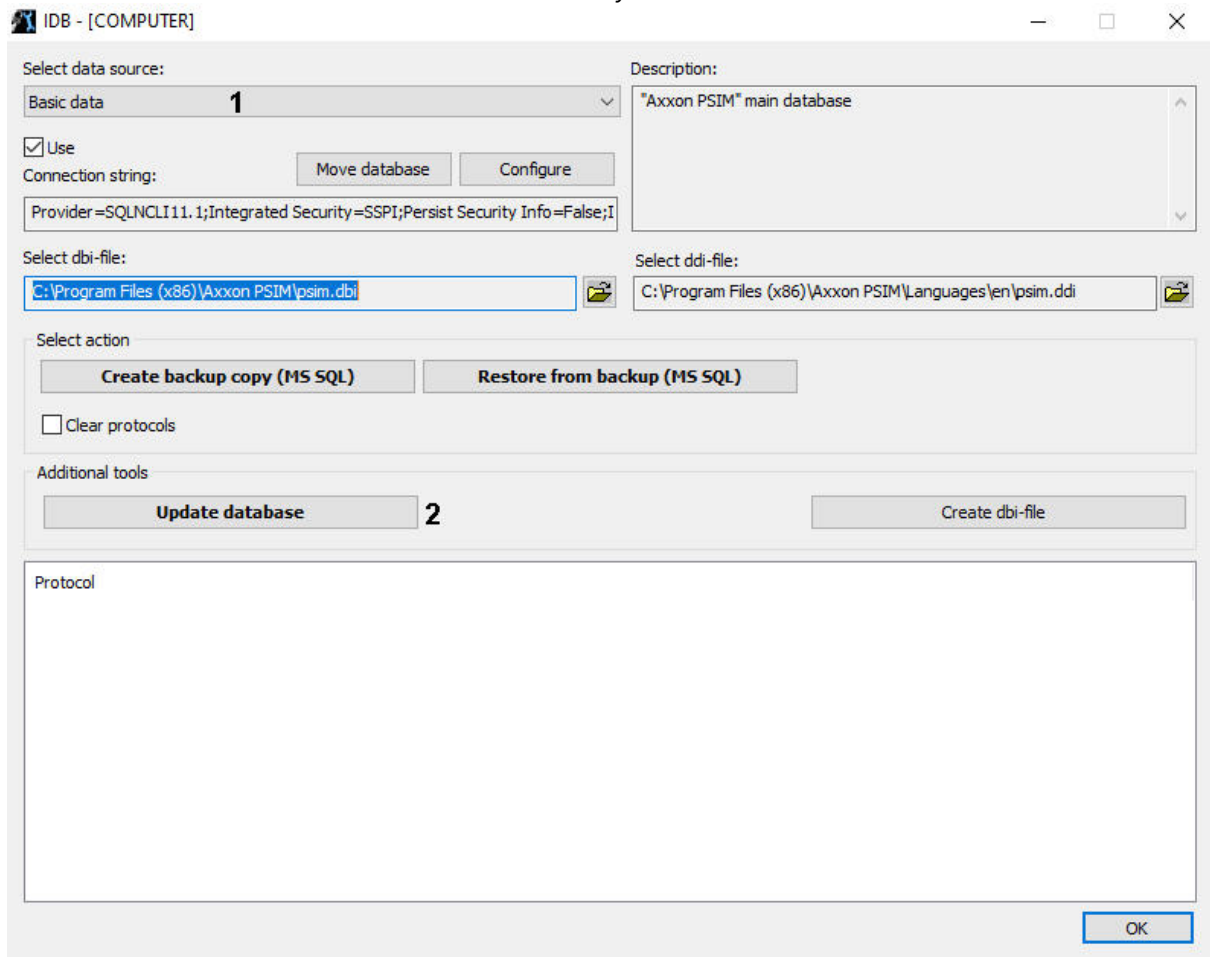 IDB - [COMPUTER]
Select data source:
Description:
Basic data
1
"Axxon PSIM" main database
Use
Connection string:
Move database
Configure
Provider=SQLNCLI11.1;Integrated Security=SSPI;Persist Security Info=False;I
Select dbi-file:
Select ddi-file:
C:\Program Files (x86)\Axxon PSIM\psim.dbi
C:\Program Files (x86)\Axxon PSIM\Languages\en\psim.ddi
Select action
Create backup copy (MS SQL)
Restore from backup (MS SQL)
Clear protocols
Additional tools
Update database
2
Create dbi-file
Protocol
OK